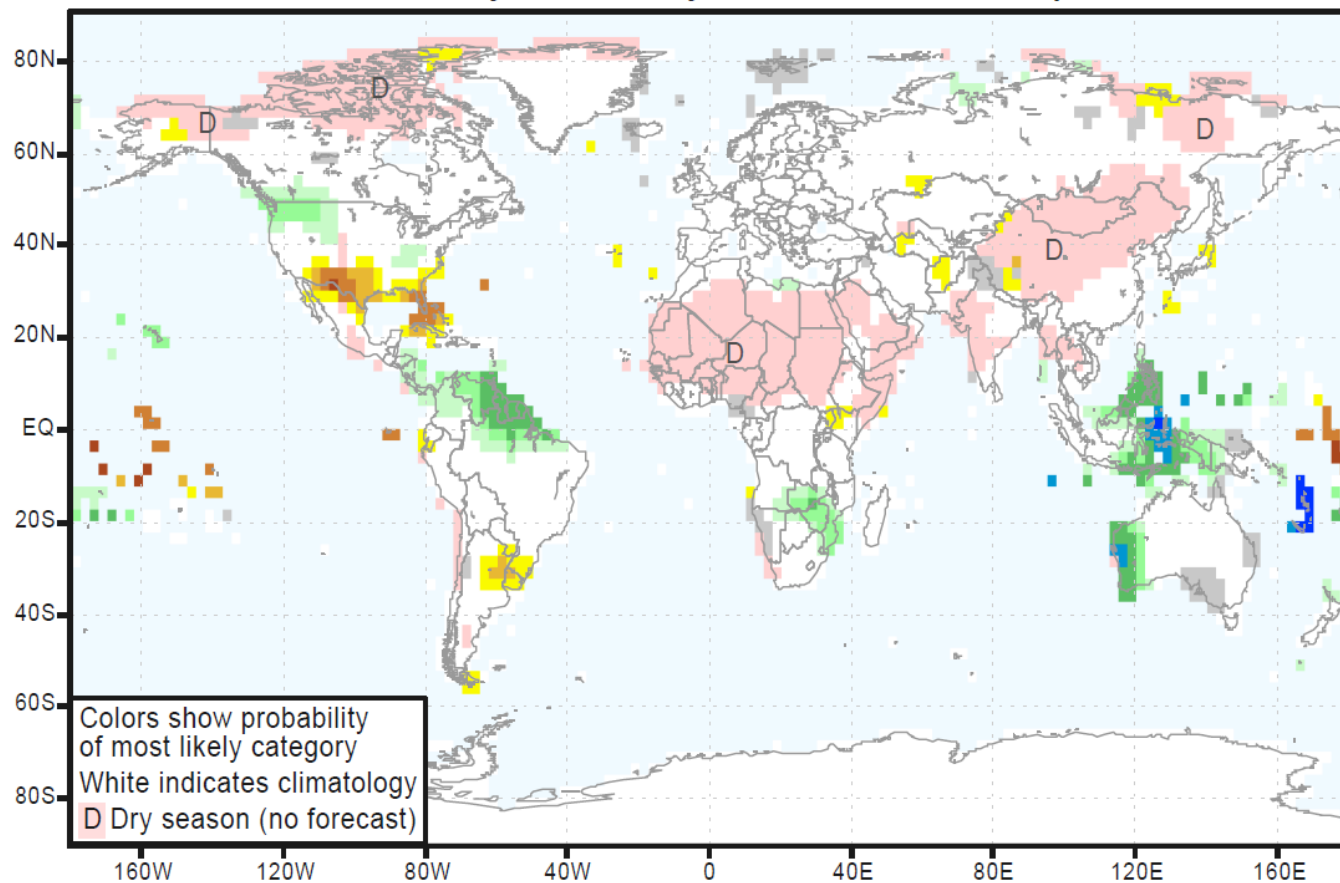 80N
60N
40N
20N
EQ
20S
40S
60S
80S
D
D
D
D
D
Colors show probability
of most likely category
White indicates climatology
D Dry season (no forecast)
160W 120W 80W 40W 0 40E 80E 120E 160E